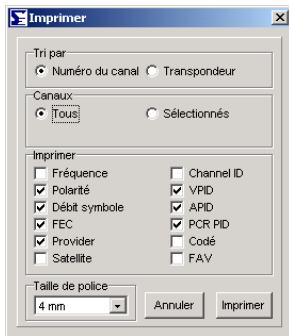 Imprimer
Tri par
Numéro du canal Transpondeur
Canaux
Tous Sélectionnés
Imprimer
Fréquence Channel ID
Polarité VPID
Débit symbole APID
FEC PCR PID
Provider Codé
Satellite FAV
Taille de police
4 mm Annuler Imprimer